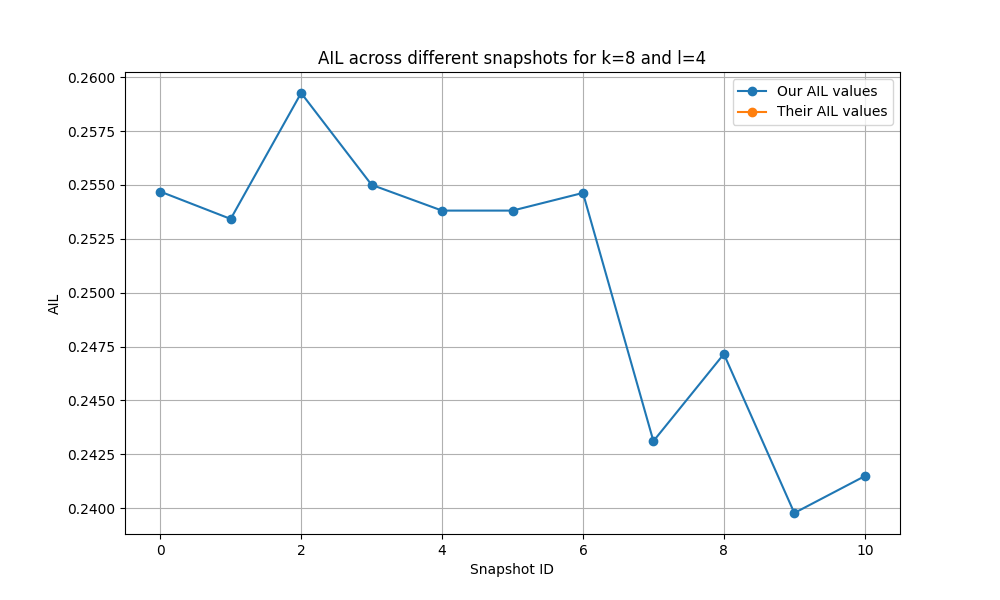 AIL across different snapshots for k=8 and l=4
0.2600
0.2575
0.2550
0.2525
0.2500
0.2475
0.2450
0.2425
0.2400
AIL
Our AIL values
Their AIL values
0 2 4 6 8 10
Snapshot ID